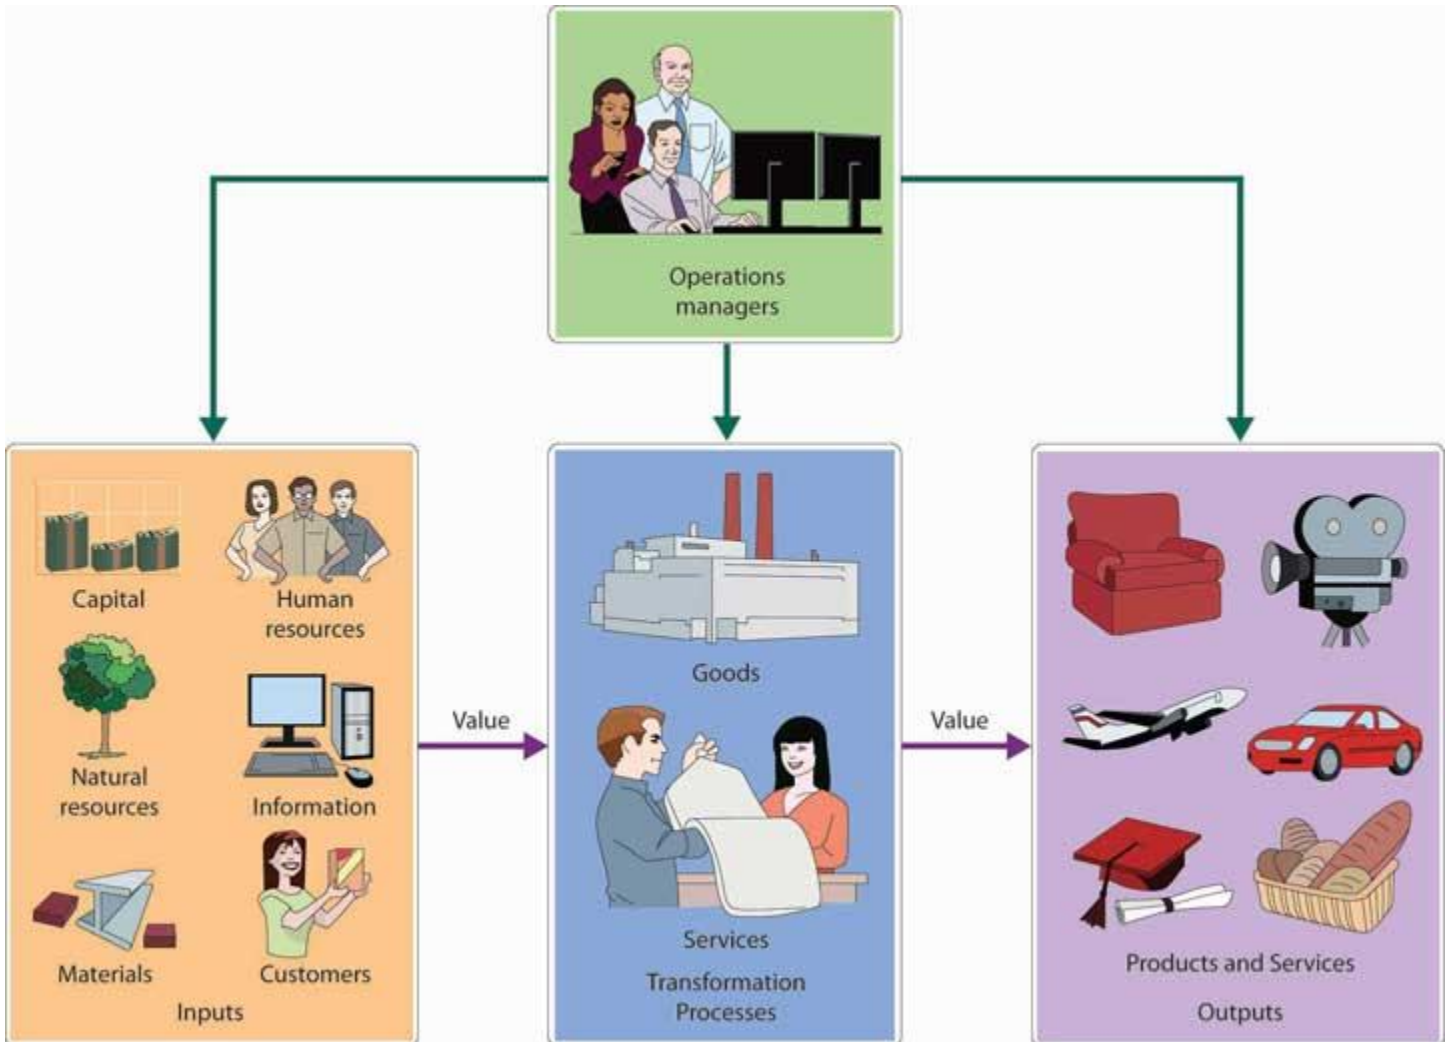 Operations
managers
Capital
Human
resources
Natural
resources
Information
Materials
Customers
Inputs
Value
Goods
Services
Transformation
Processes
Value
Products and Services
Outputs